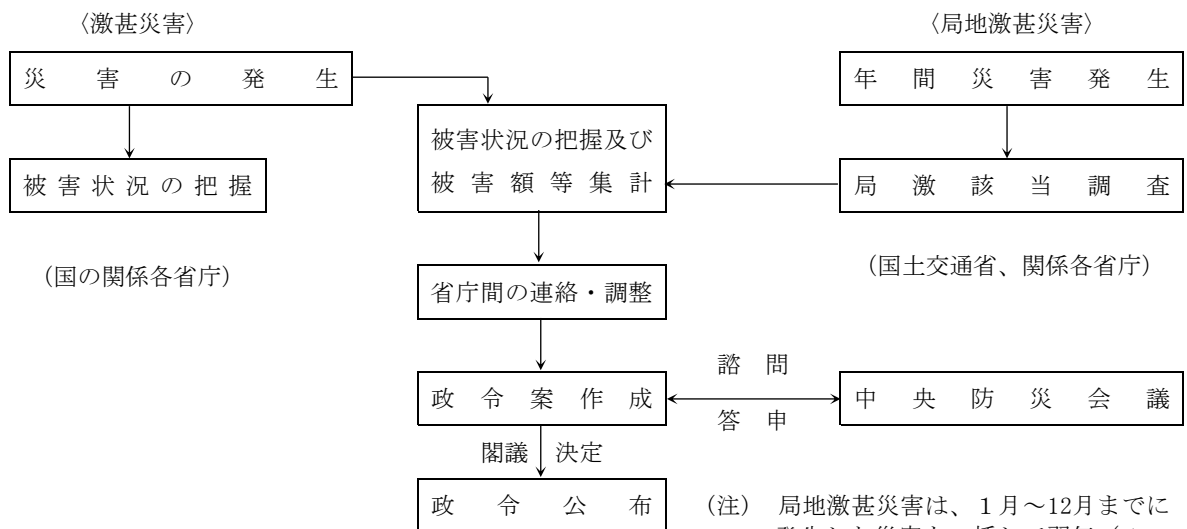 〈激甚災害〉
〈局地激甚災害〉
災害の発生
年間災害発生
被害状況の把握及び
被害額等集計
被害状況の把握
局激該当調査
（国の関係各省庁）
（国土交通省、関係各省庁）
省庁間の連絡・調整
諮問
政令案作成
中央防災会議
答申
閣議 決定
政令公布
（注） 局地激甚災害は、１月～12月までに